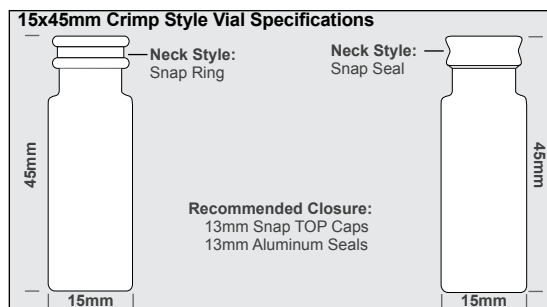 15x45mm Crimp Style Vial Specifications
Neck Style:
Snap Ring
Neck Style:
Snap Seal
45mm
45mm
Recommended Closure:
13mm Snap TOP Caps
13mm Aluminum Seals
15mm
15mm